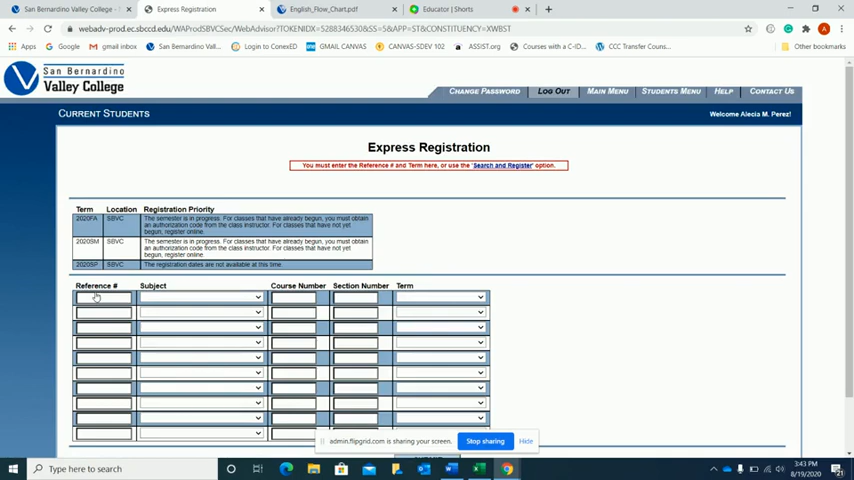 San Bernardino Valley College - S
Express Registration
English_Flow_Chart.pdf
Educator | Shorts
webadv-prod.ec.sbccd.edu/WAProdSBVCSec/WebAdvisor?TOKENIDX=5288346530&SS=5&APP=ST&CONSTITUENCY=XWBST
Apps
Google
gmail inbox
San Bernardino Vall...
Login to ConexED
GMAIL CANVAS
CANVAS-SDEV 102
ASSIST.org
Courses with a C-ID...
CCC Transfer Couns...
Other bookmarks
San Bernardino
Valley College
CHANGE PASSWORD
LOG OUT
MAIN MENU
STUDENTS MENU
HELP
CONTACT US
CURRENT STUDENTS
Welcome Alecia M. Perez!
Express Registration
You must enter the Reference # and Term here, or use the 'Search and Register' option.
Term Location Registration Priority
2020FA SBVC The semester is in progress. For classes that have already begun, you must obtain
an authorization code from the class instructor. For classes that have not yet
begun, register online.
2020SM SBVC The semester is in progress. For classes that have already begun, you must obtain
an authorization code from the class instructor. For classes that have not yet
begun, register online.
2020SP SBVC The registration dates are not available at this time.
Reference # Subject Course Number Section Number Term
admin.flipgrid.com is sharing your screen.
Stop sharing
Hide
Type here to search
3:43 PM
8/19/2020
21